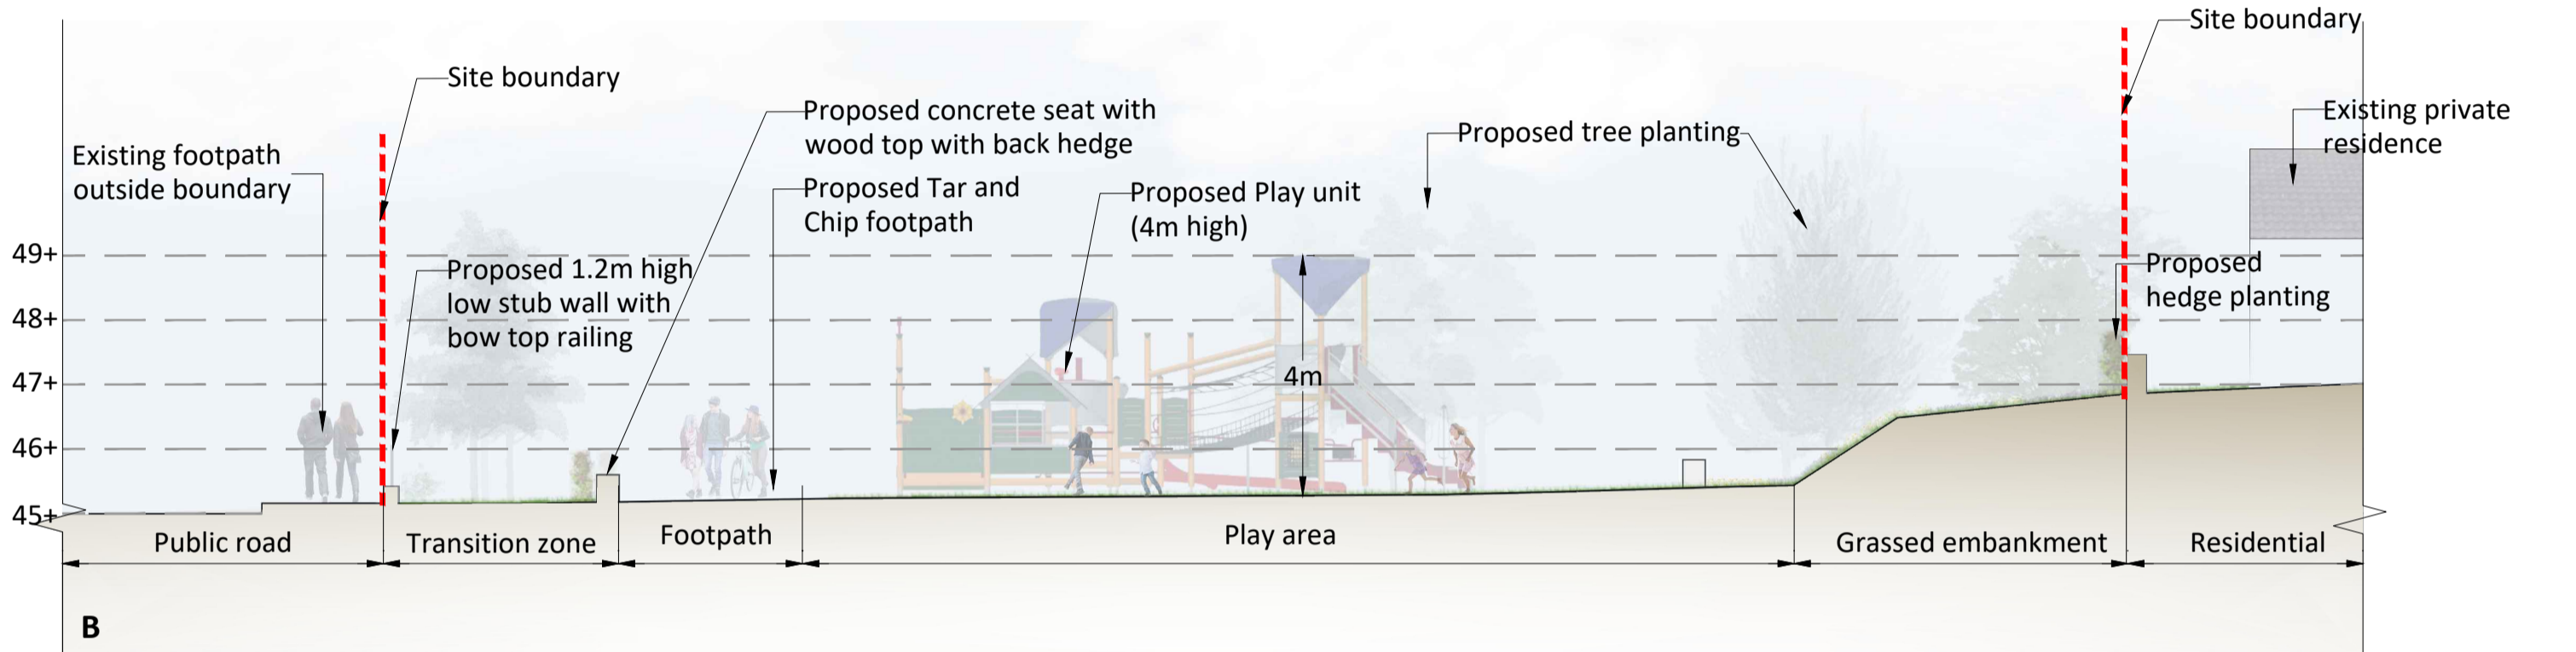 Site boundary
Site boundary
Proposed concrete seat with
wood top with back hedge
Existing private
residence
Proposed tree planting
Existing footpath
outside boundary
Proposed Tar and
Chip footpath
Proposed Play unit
(4m high)
49+
Proposed 1.2m high
low stub wall with
bow top railing
Proposed
hedge planting
48+
47+
4m
46+
45+
Public road
Transition zone
Footpath
Play area
Grassed embankment
Residential
B